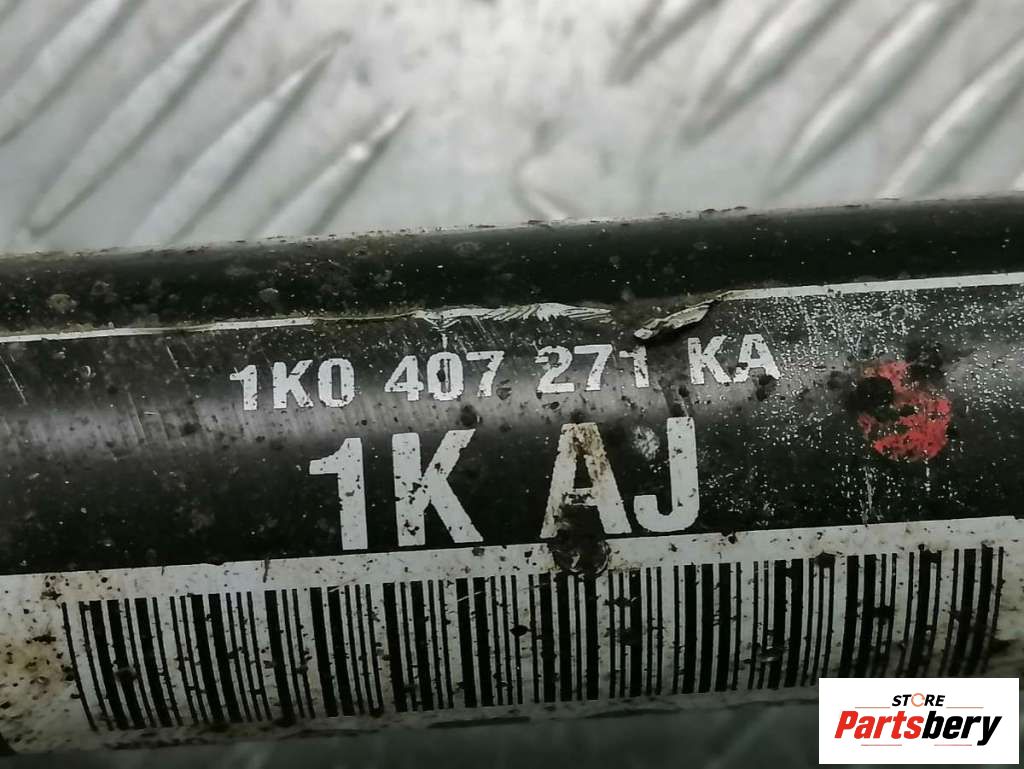 1K0 407 271 KA
1K AJ
STORE
Partsbery